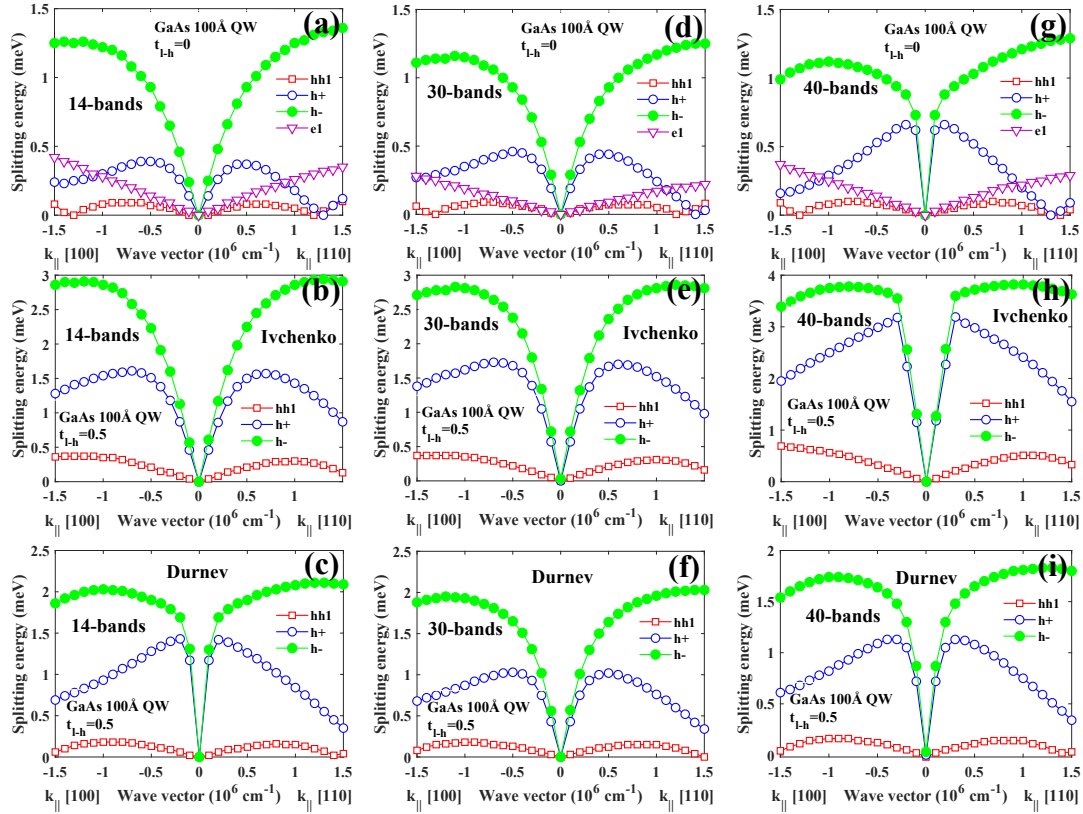 (a)
GaAs 100Å QW
t_l-h=0
14-bands
hh1
h+
h-
e1
Splitting energy (meV)
0
0.5
1
1.5
-1.5 -1 -0.5 0 0.5 1 1.5
k_|| [100] Wave vector (10^6 cm^-1) k_|| [110]
(d)
GaAs 100Å QW
t_l-h=0
30-bands
hh1
h+
h-
e1
Splitting energy (meV)
0
0.5
1
1.5
-1.5 -1 -0.5 0 0.5 1 1.5
k_|| [100] Wave vector (10^6 cm^-1) k_|| [110]
(g)
GaAs 100Å QW
t_l-h=0
40-bands
hh1
h+
h-
e1
Splitting energy (meV)
0
0.5
1
1.5
-1.5 -1 -0.5 0 0.5 1 1.5
k_|| [100] Wave vector (10^6 cm^-1) k_|| [110]
(b)
14-bands
Ivchenko
GaAs 100Å QW
t_l-h=0.5
hh1
h+
h-
Splitting energy (meV)
0
0.5
1
1.5
2
2.5
3
-1.5 -1 -0.5 0 0.5 1 1.5
k_|| [100] Wave vector (10^6 cm^-1) k_|| [110]
(e)
30-bands
Ivchenko
GaAs 100Å QW
t_l-h=0.5
hh1
h+
h-
Splitting energy (meV)
0
0.5
1
1.5
2
2.5
3
-1.5 -1 -0.5 0 0.5 1 1.5
k_|| [100] Wave vector (10^6 cm^-1) k_|| [110]
(h)
40-bands
Ivchenko
GaAs 100Å QW
t_l-h=0.5
hh1
h+
h-
Splitting energy (meV)
0
1
2
3
4
-1.5 -1 -0.5 0 0.5 1 1.5
k_|| [100] Wave vector (10^6 cm^-1) k_|| [110]
(c)
Durnev
14-bands
GaAs 100Å QW
t_l-h=0.5
hh1
h+
h-
Splitting energy (meV)
0
0.5
1
1.5
2
2.5
-1.5 -1 -0.5 0 0.5 1 1.5
k_|| [100] Wave vector (10^6 cm^-1) k_|| [110]
(f)
Durnev
30-bands
GaAs 100Å QW
t_l-h=0.5
hh1
h+
h-
Splitting energy (meV)
0
0.5
1
1.5
2
2.5
-1.5 -1 -0.5 0 0.5 1 1.5
k_|| [100] Wave vector (10^6 cm^-1) k_|| [110]
(i)
Durnev
40-bands
GaAs 100Å QW
t_l-h=0.5
hh1
h+
h-
Splitting energy (meV)
0
0.5
1
1.5
2
-1.5 -1 -0.5 0 0.5 1 1.5
k_|| [100] Wave vector (10^6 cm^-1) k_|| [110]